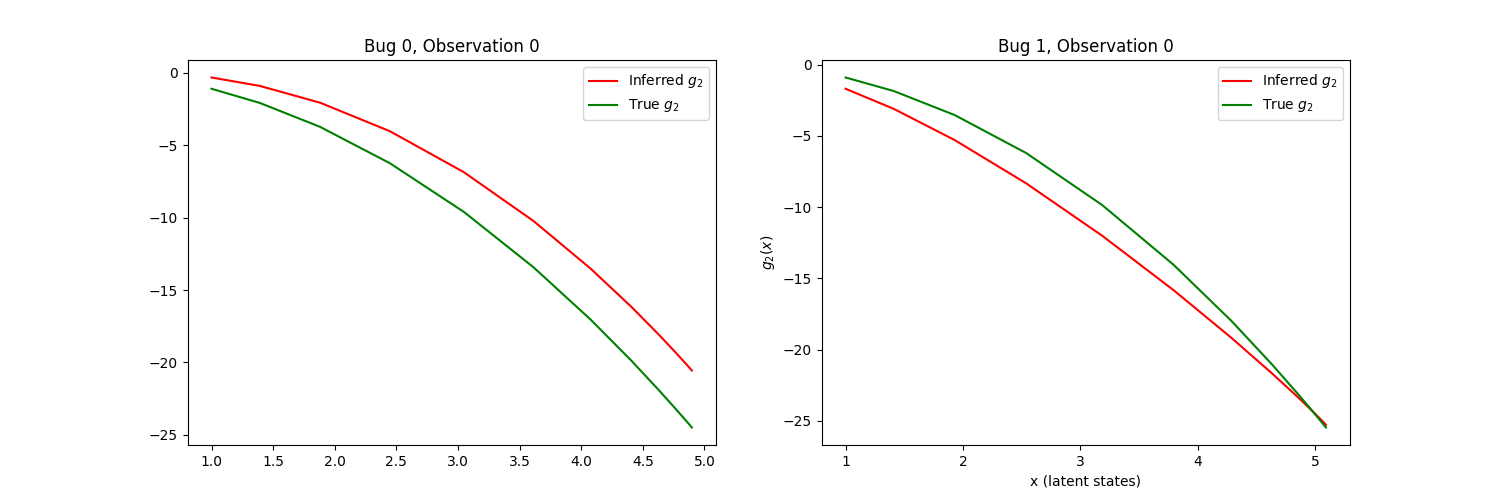 Bug 0, Observation 0
Inferred g₂
True g₂
0
−5
−10
−15
−20
−25
1.0 1.5 2.0 2.5 3.0 3.5 4.0 4.5 5.0
Bug 1, Observation 0
Inferred g₂
True g₂
g₂(x)
0
−5
−10
−15
−20
−25
1 2 3 4 5
x (latent states)